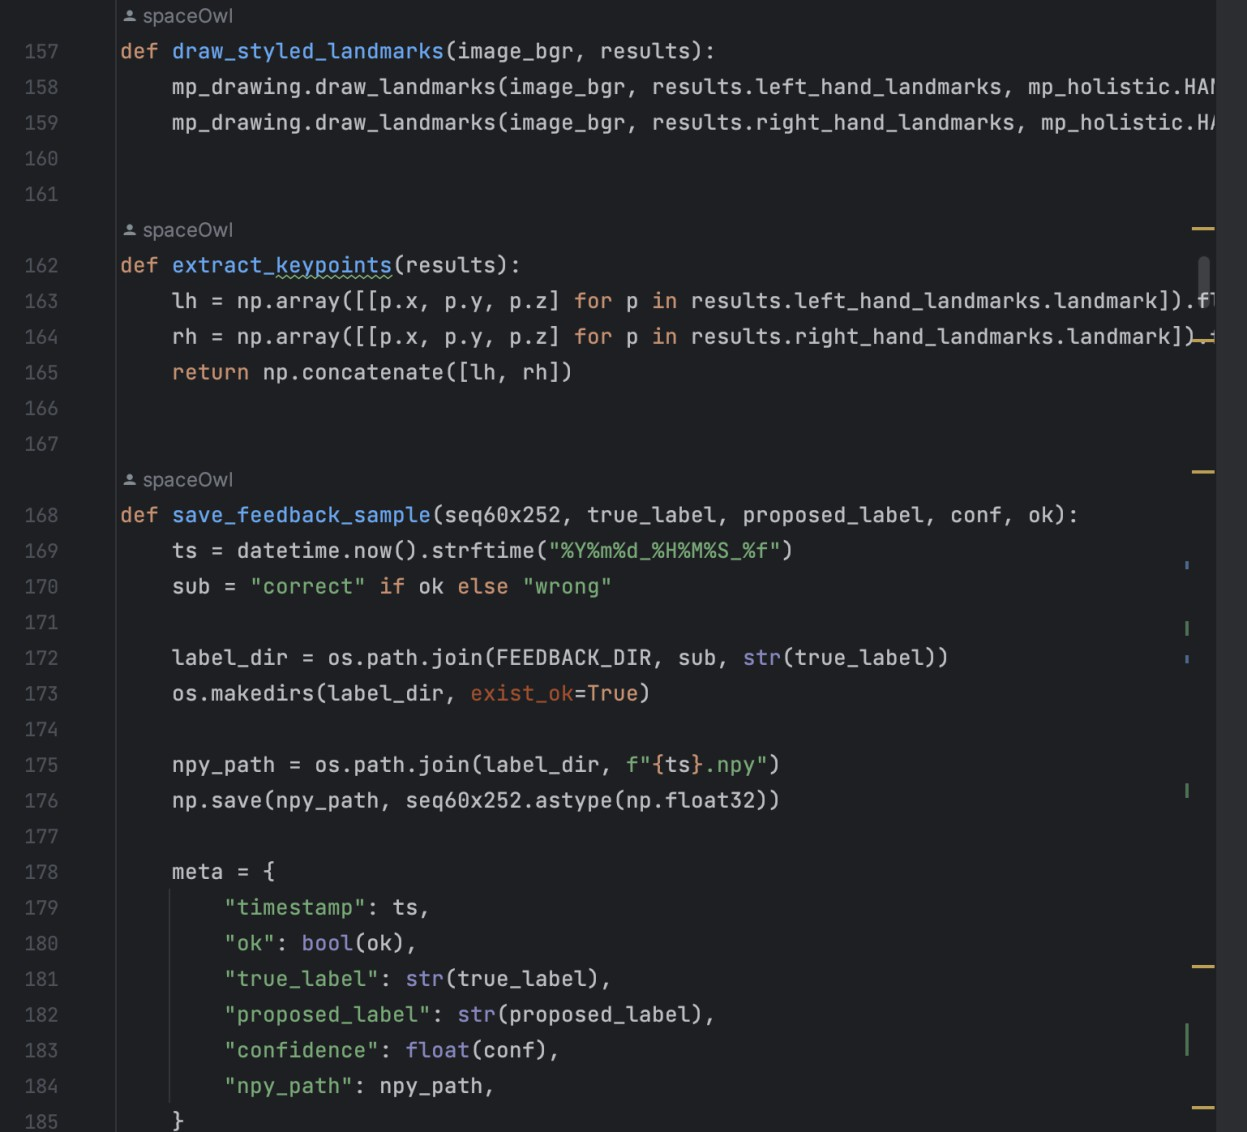 spaceOwl
157 def draw_styled_landmarks(image_bgr, results):
158 mp_drawing.draw_landmarks(image_bgr, results.left_hand_landmarks, mp_holistic.HA
159 mp_drawing.draw_landmarks(image_bgr, results.right_hand_landmarks, mp_holistic.H
160
161
spaceOwl
162 def extract_keypoints(results):
163 lh = np.array([[p.x, p.y, p.z] for p in results.left_hand_landmarks.landmark]).f
164 rh = np.array([[p.x, p.y, p.z] for p in results.right_hand_landmarks.landmark]).
165 return np.concatenate([lh, rh])
166
167
spaceOwl
168 def save_feedback_sample(seq60x252, true_label, proposed_label, conf, ok):
169 ts = datetime.now().strftime("%Y%m%d_%H%M%S_%f")
170 sub = "correct" if ok else "wrong"
171
172 label_dir = os.path.join(FEEDBACK_DIR, sub, str(true_label))
173 os.makedirs(label_dir, exist_ok=True)
174
175 npy_path = os.path.join(label_dir, f"{ts}.npy")
176 np.save(npy_path, seq60x252.astype(np.float32))
177
178 meta = {
179 "timestamp": ts,
180 "ok": bool(ok),
181 "true_label": str(true_label),
182 "proposed_label": str(proposed_label),
183 "confidence": float(conf),
184 "npy_path": npy_path,
185 }